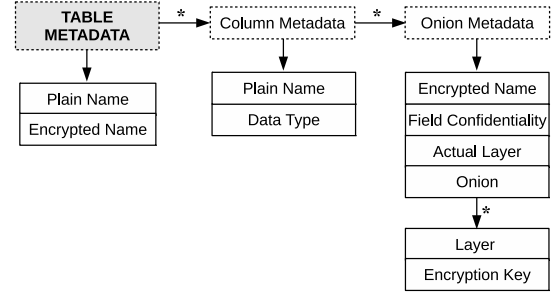 TABLE
METADATA
*
Column Metadata
*
Onion Metadata
Plain Name
Encrypted Name
Plain Name
Data Type
Encrypted Name
Field Confidentiality
Actual Layer
Onion
*
Layer
Encryption Key